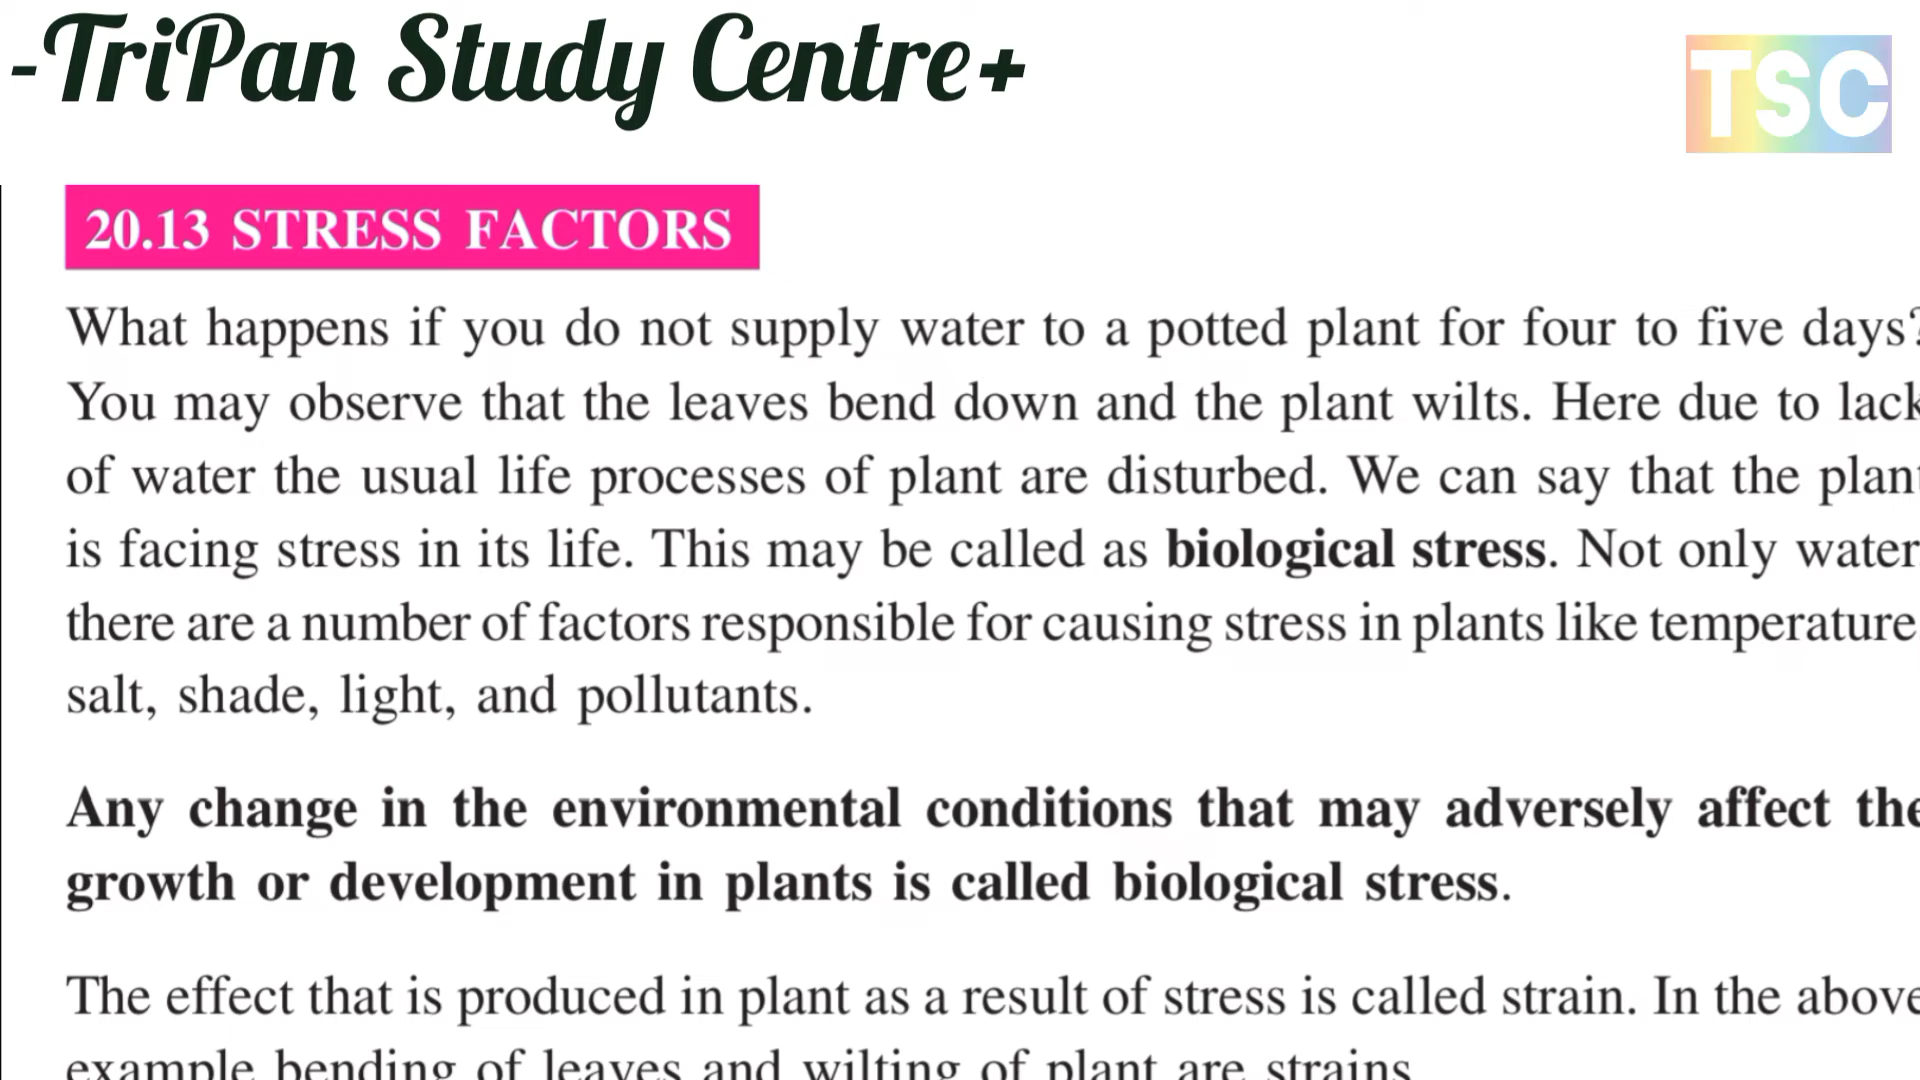 -TriPan Study Centre+
TSC
20.13 STRESS FACTORS
What happens if you do not supply water to a potted plant for four to five days?
You may observe that the leaves bend down and the plant wilts. Here due to lack
of water the usual life processes of plant are disturbed. We can say that the plant
is facing stress in its life. This may be called as biological stress. Not only water
there are a number of factors responsible for causing stress in plants like temperature
salt, shade, light, and pollutants.
Any change in the environmental conditions that may adversely affect the
growth or development in plants is called biological stress.
The effect that is produced in plant as a result of stress is called strain. In the above
example bending of leaves and wilting of plant are strains